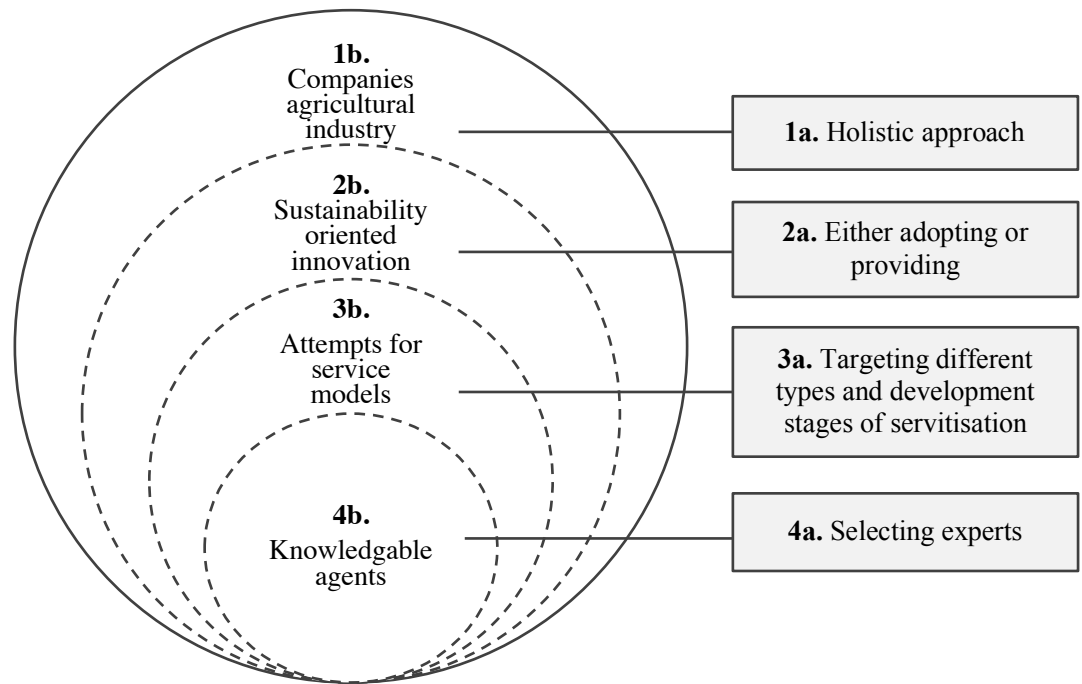 1b.
Companies
agricultural
industry
1a. Holistic approach
2b.
Sustainability
oriented
innovation
2a. Either adopting or
providing
3b.
Attempts for
service
models
3a. Targeting different
types and development
stages of servitisation
4b.
Knowledgable
agents
4a. Selecting experts